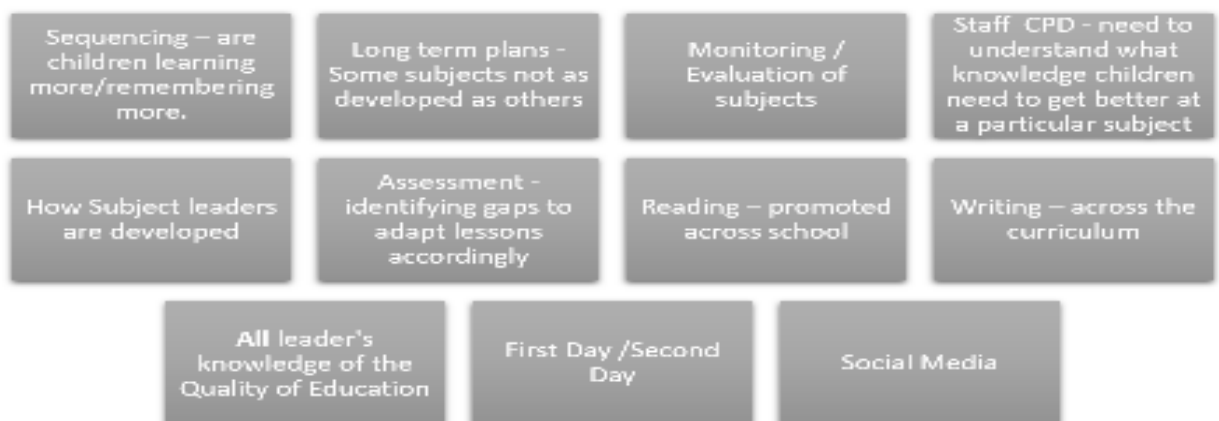 Sequencing – are
children learning
more/remembering
more.
Long term plans -
Some subjects not as
developed as others
Monitoring /
Evaluation of
subjects
Staff CPD - need to
understand what
knowledge children
need to get better at
a particular subject
How Subject leaders
are developed
Assessment -
identifying gaps to
adapt lessons
accordingly
Reading – promoted
across school
Writing – across the
curriculum
All leader's
knowledge of the
Quality of Education
First Day /Second
Day
Social Media